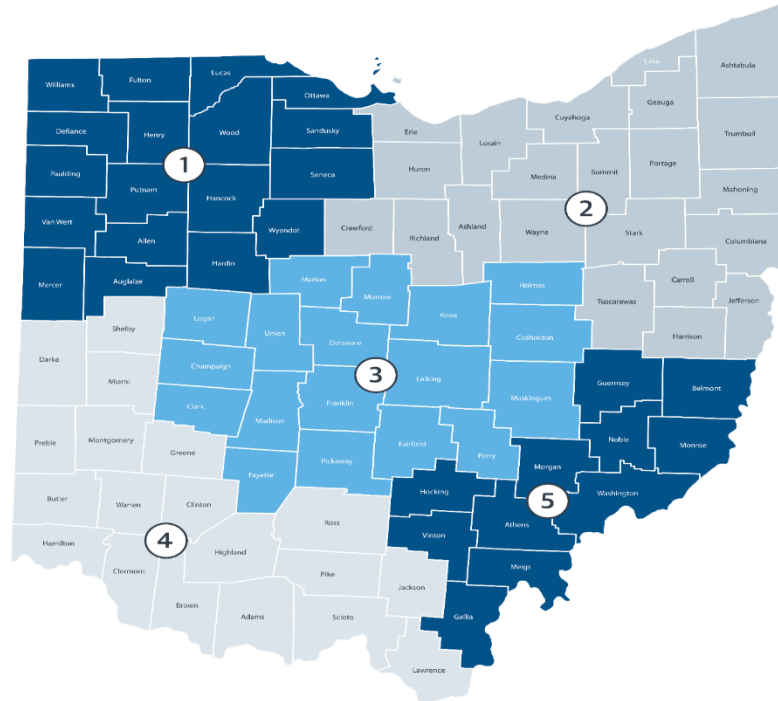 Lake
Ashtabula
Lucas
Fulton
Williams
Ottawa
Geauga
Cuyahoga
Erie
Henry
Defiance
Wood
Sandusky
Lorain
Trumbull
1
Huron
Medina
Summit
Portage
Paulding
Seneca
Putnam
Hancock
Mahoning
2
Van Wert
Wyandot
Crawford
Richland
Ashland
Wayne
Stark
Allen
Columbiana
Hardin
Mercer
Auglaize
Marion
Morrow
Holmes
Carroll
Jefferson
Tuscarawas
Logan
Union
Knox
Shelby
Coshocton
Harrison
Delaware
Darke
Champaign
3
Licking
Miami
Guernsey
Belmont
Clark
Madison
Franklin
Muskingum
Preble
Montgomery
Greene
Fairfield
Perry
Noble
Monroe
Fayette
Pickaway
Morgan
Butler
Warren
Clinton
Hocking
5
Washington
Ross
4
Athens
Hamilton
Vinton
Highland
Clermont
Meigs
Pike
Jackson
Brown
Adams
Scioto
Gallia
Lawrence